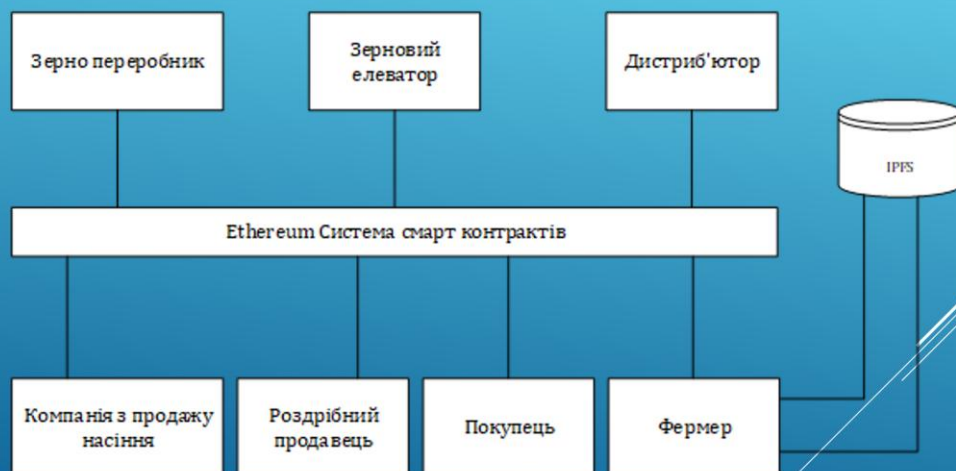 Зерно переробник
Зерновий
елеватор
Дистриб'ютор
IPFS
Ethereum Система смарт контрактів
Компанія з продажу
насіння
Роздрібний
продавець
Покупець
Фермер